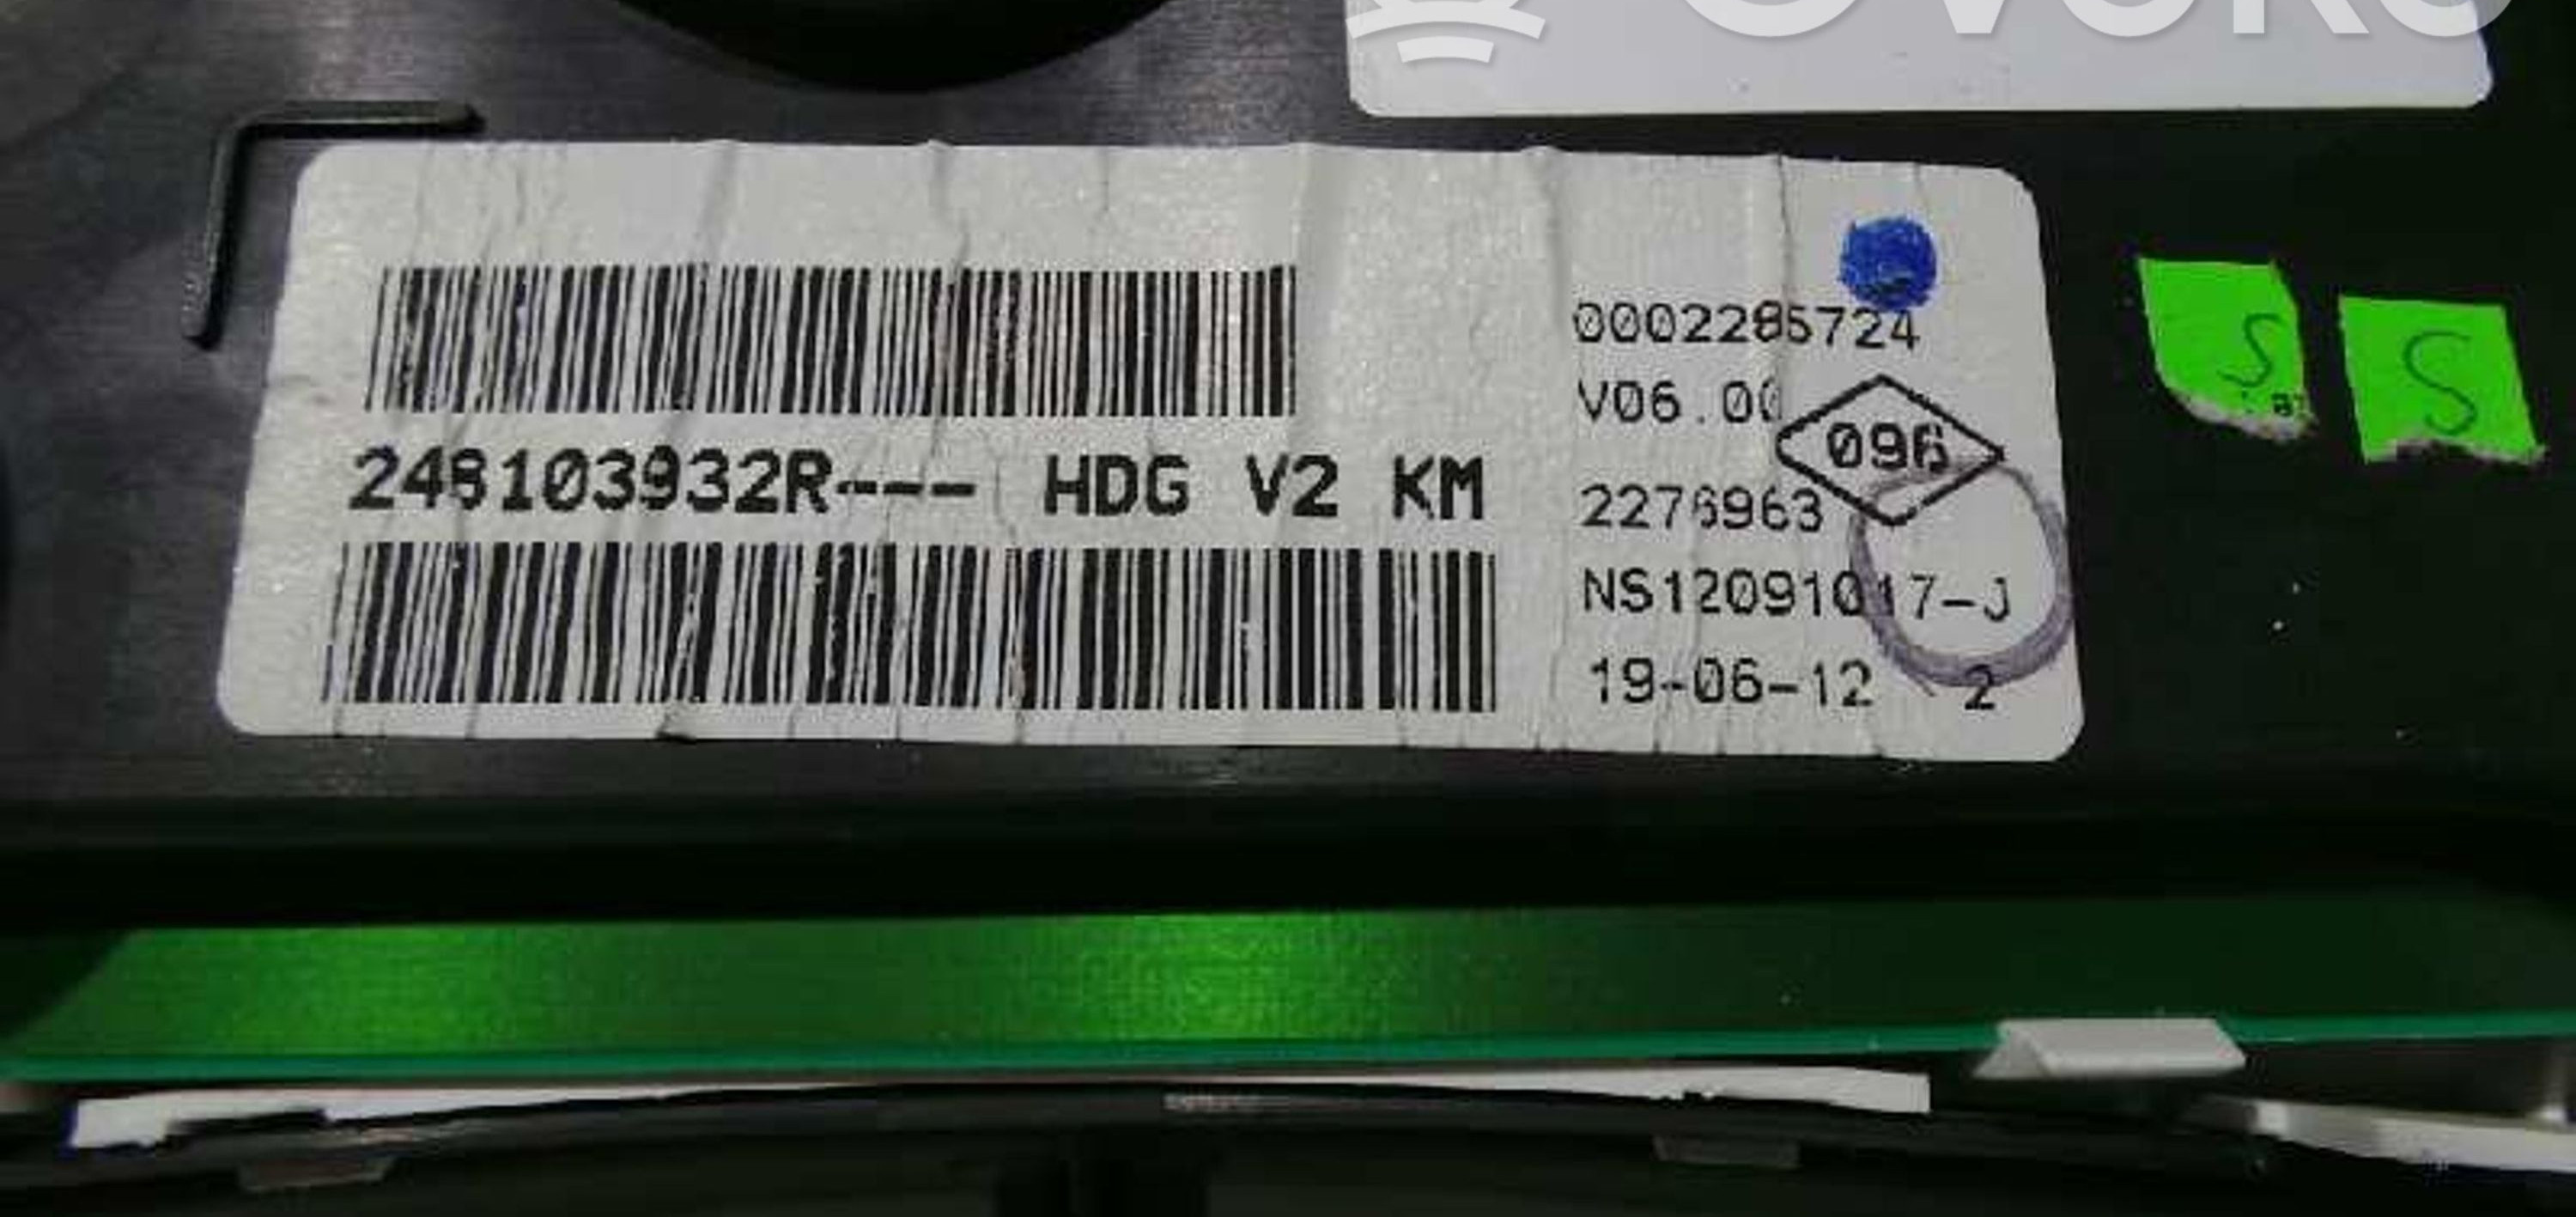 0002285724
V06.00
096
248103932R--- HDG V2 KM
2276963
NS12091017-J
19-06-12 2
S
S